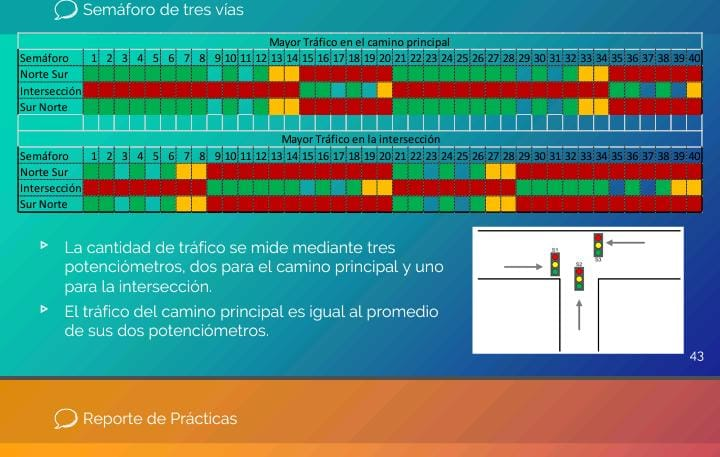 Semáforo de tres vías
Mayor Tráfico en el camino principal
Semáforo 1 2 3 4 5 6 7 8 9 10 11 12 13 14 15 16 17 18 19 20 21 22 23 24 25 26 27 28 29 30 31 32 33 34 35 36 37 38 39 40
Norte Sur
Intersección
Sur Norte
Mayor Tráfico en la intersección
Semáforo 1 2 3 4 5 6 7 8 9 10 11 12 13 14 15 16 17 18 19 20 21 22 23 24 25 26 27 28 29 30 31 32 33 34 35 36 37 38 39 40
Norte Sur
Intersección
Sur Norte
La cantidad de tráfico se mide mediante tres
potenciómetros, dos para el camino principal y uno
para la intersección.
El tráfico del camino principal es igual al promedio
de sus dos potenciómetros.
S1
S2
S3
43
Reporte de Prácticas